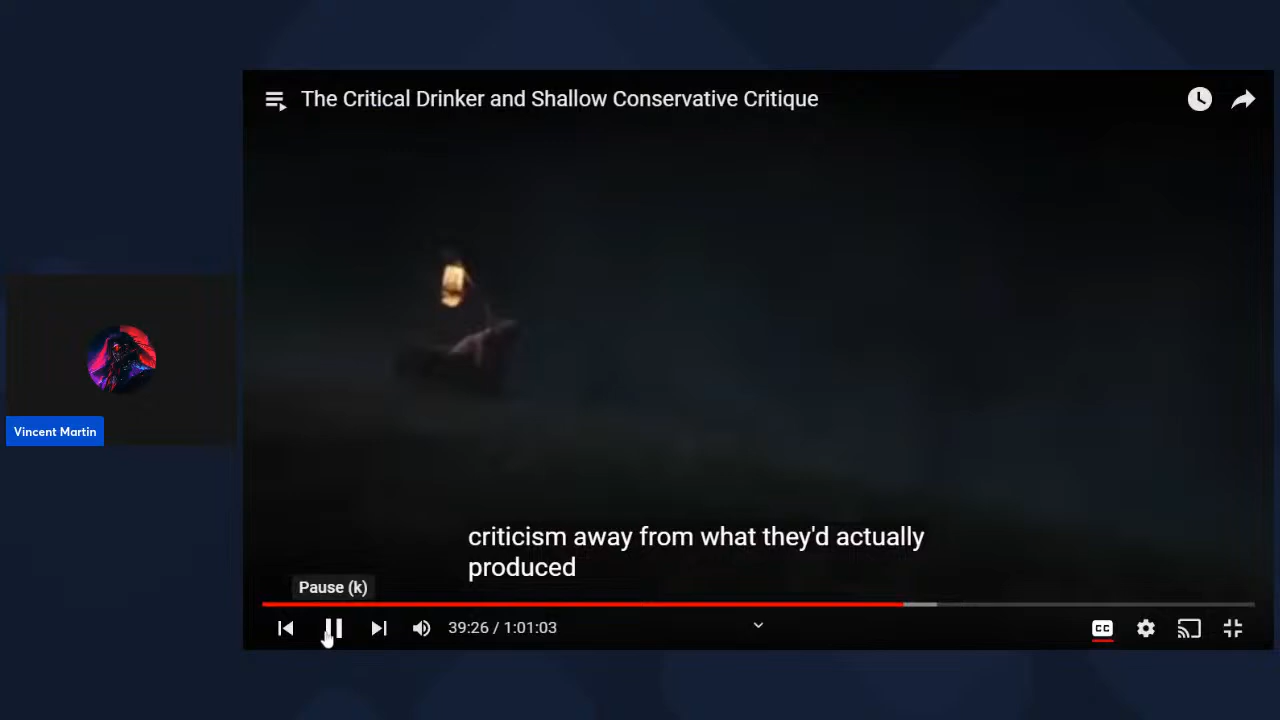 The Critical Drinker and Shallow Conservative Critique
Vincent Martin
criticism away from what they'd actually
produced
Pause (k)
39:26 / 1:01:03
CC